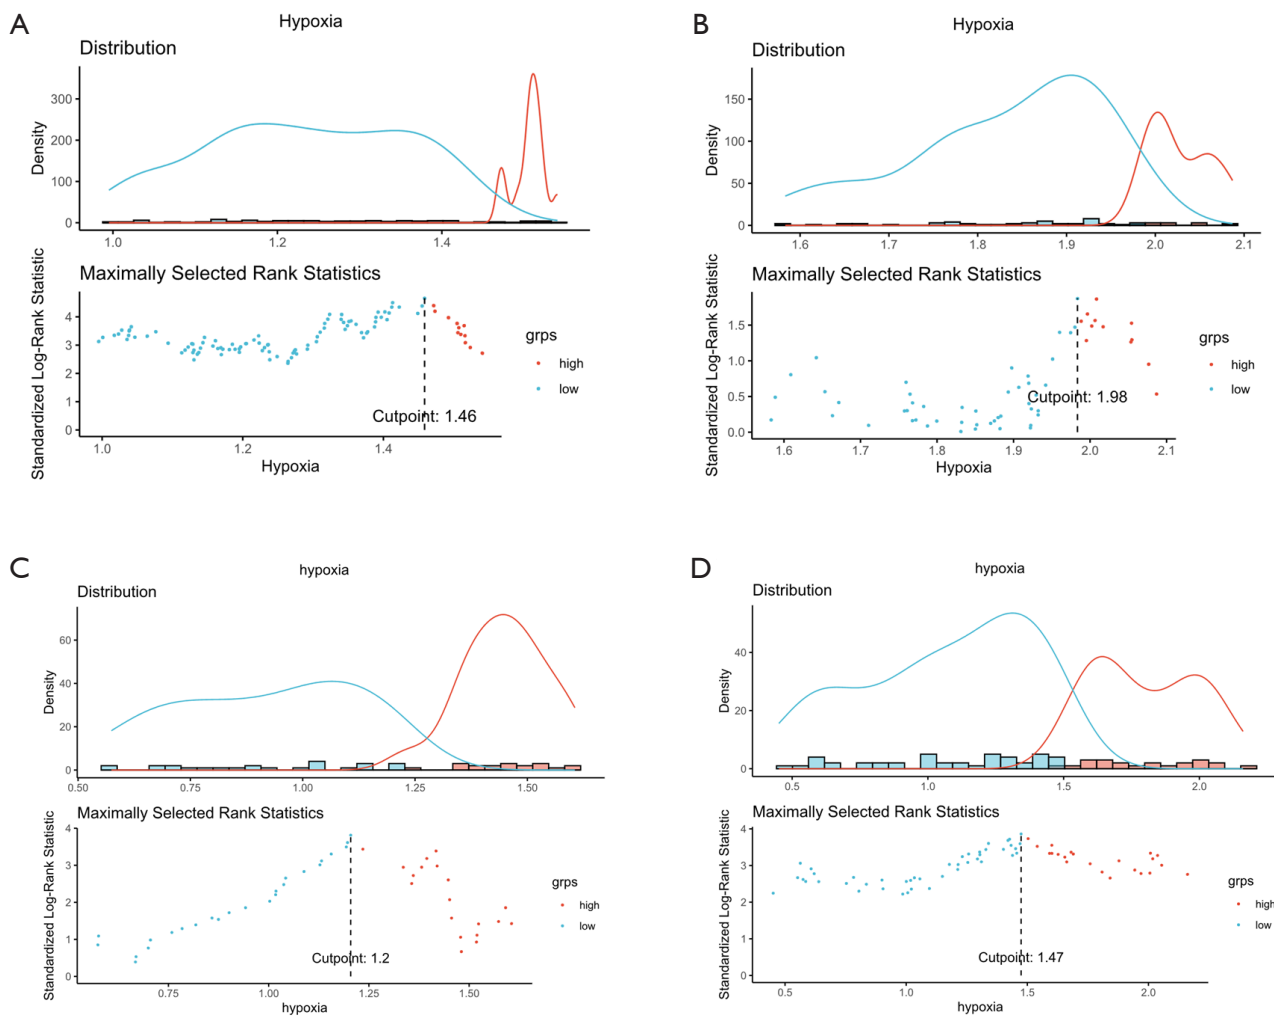 A
Hypoxia
Distribution
Density
300
200
100
0
1.0
1.2
1.4
Maximally Selected Rank Statistics
Standardized Log-Rank Statistic
4
3
2
1
0
Cutpoint: 1.46
1.0
1.2
1.4
Hypoxia
grps
high
low
B
Hypoxia
Distribution
Density
150
100
50
0
1.6
1.7
1.8
1.9
2.0
2.1
Maximally Selected Rank Statistics
Standardized Log-Rank Statistic
1.5
1.0
0.5
0.0
Cutpoint: 1.98
1.6
1.7
1.8
1.9
2.0
2.1
Hypoxia
grps
high
low
C
hypoxia
Distribution
Density
60
40
20
0
0.50
0.75
1.00
1.25
1.50
Maximally Selected Rank Statistics
Standardized Log-Rank Statistic
4
3
2
1
0
Cutpoint: 1.2
0.75
1.00
1.25
1.50
hypoxia
grps
high
low
D
hypoxia
Distribution
Density
40
20
0
0.5
1.0
1.5
2.0
Maximally Selected Rank Statistics
Standardized Log-Rank Statistic
4
3
2
1
0
Cutpoint: 1.47
0.5
1.0
1.5
2.0
hypoxia
grps
high
low